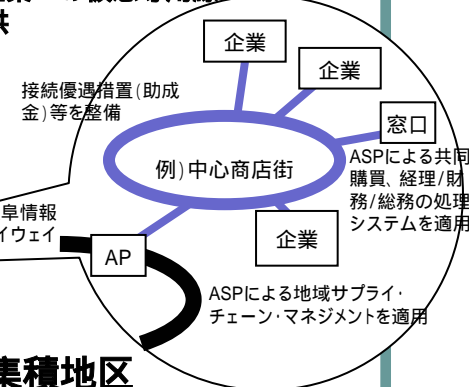 供
企業
企業
接続優遇措置(助成
金)等を整備
窓口
例)中心商店街
ASPによる共同
購買、経理/財
務/総務の処理
システムを適用
阜情報
イウェイ
企業
AP
ASPによる地域サプライ・
チェーン・マネジメントを適用
集積地区